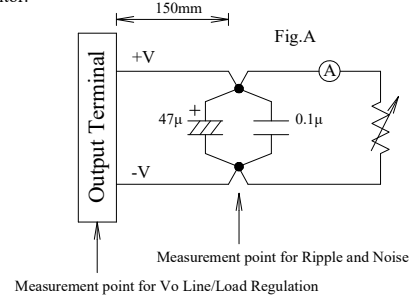 tor.
150mm
Fig.A
+V
A
Output Terminal
47μ
+
0.1μ
-V
Measurement point for Ripple and Noise
Measurement point for Vo Line/Load Regulation